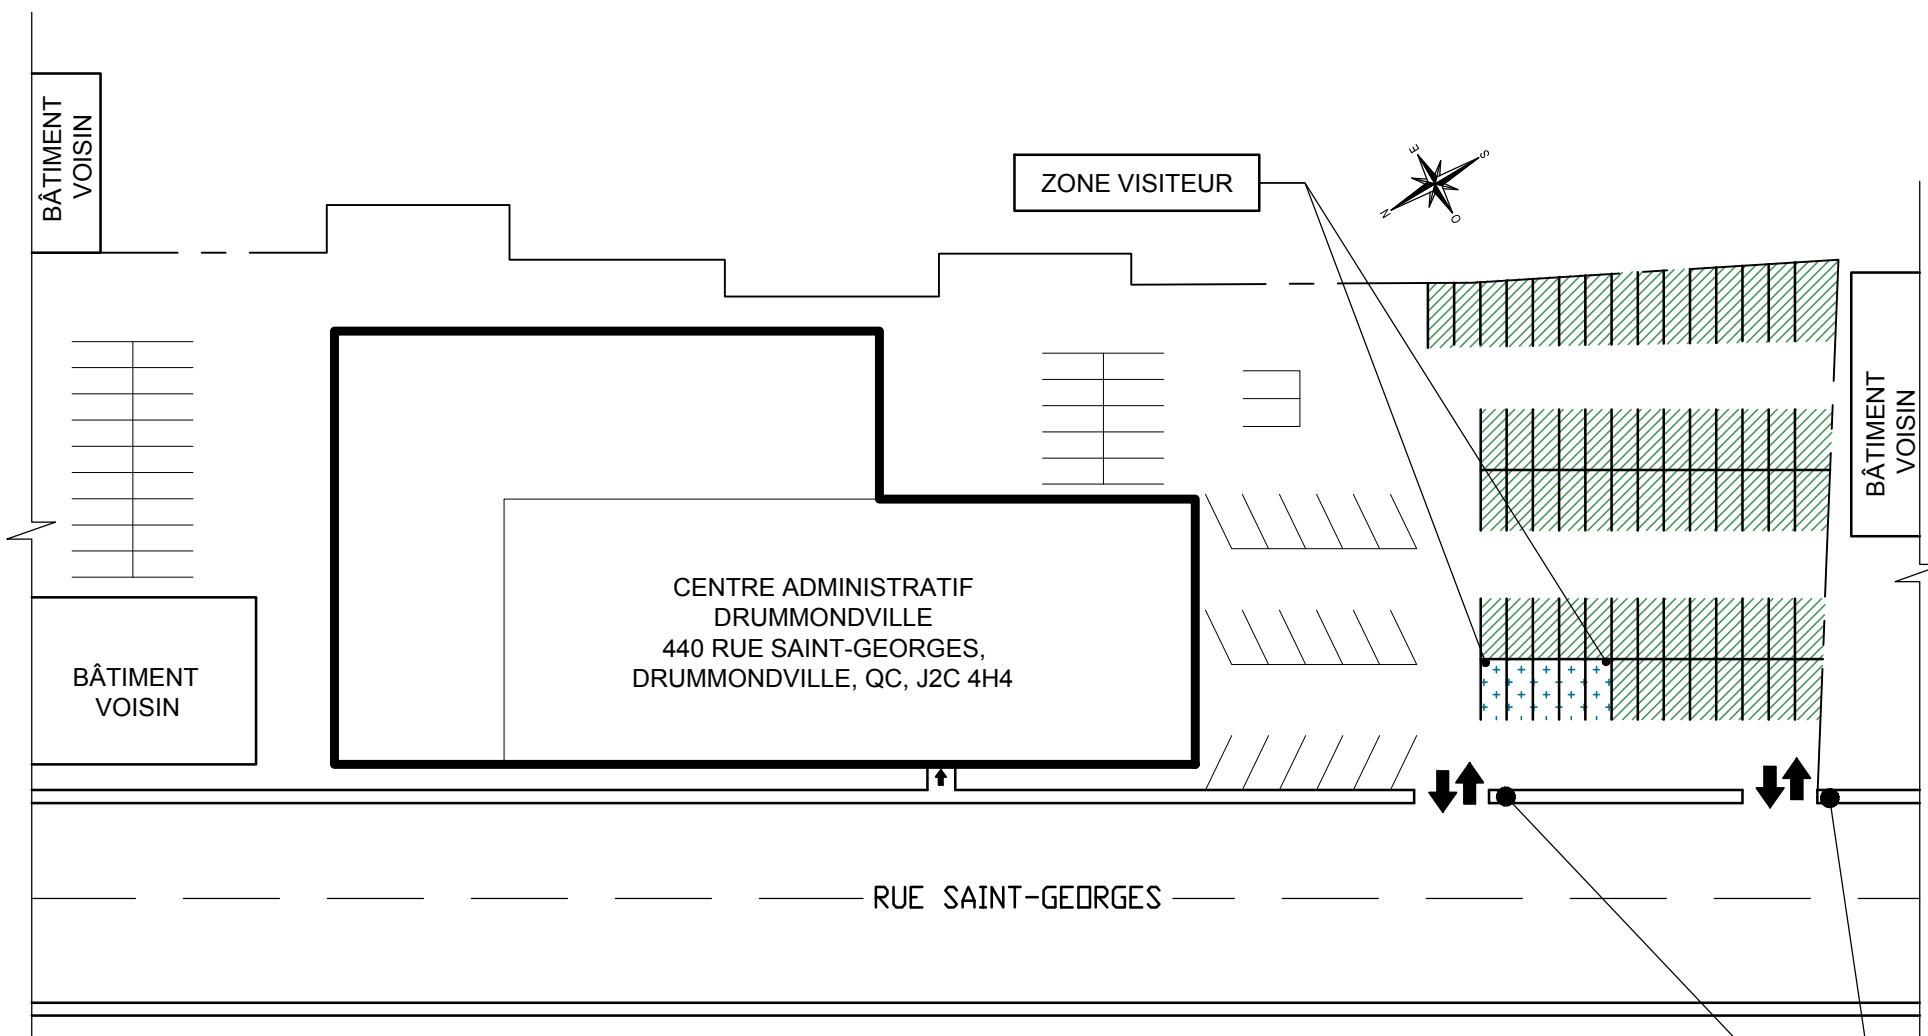 BÂTIMENT
VOISIN
ZONE VISITEUR
E
S
N
O
BÂTIMENT
VOISIN
CENTRE ADMINISTRATIF
DRUMMONDVILLE
440 RUE SAINT-GEORGES,
DRUMMONDVILLE, QC, J2C 4H4
BÂTIMENT
VOISIN
RUE SAINT-GEORGES